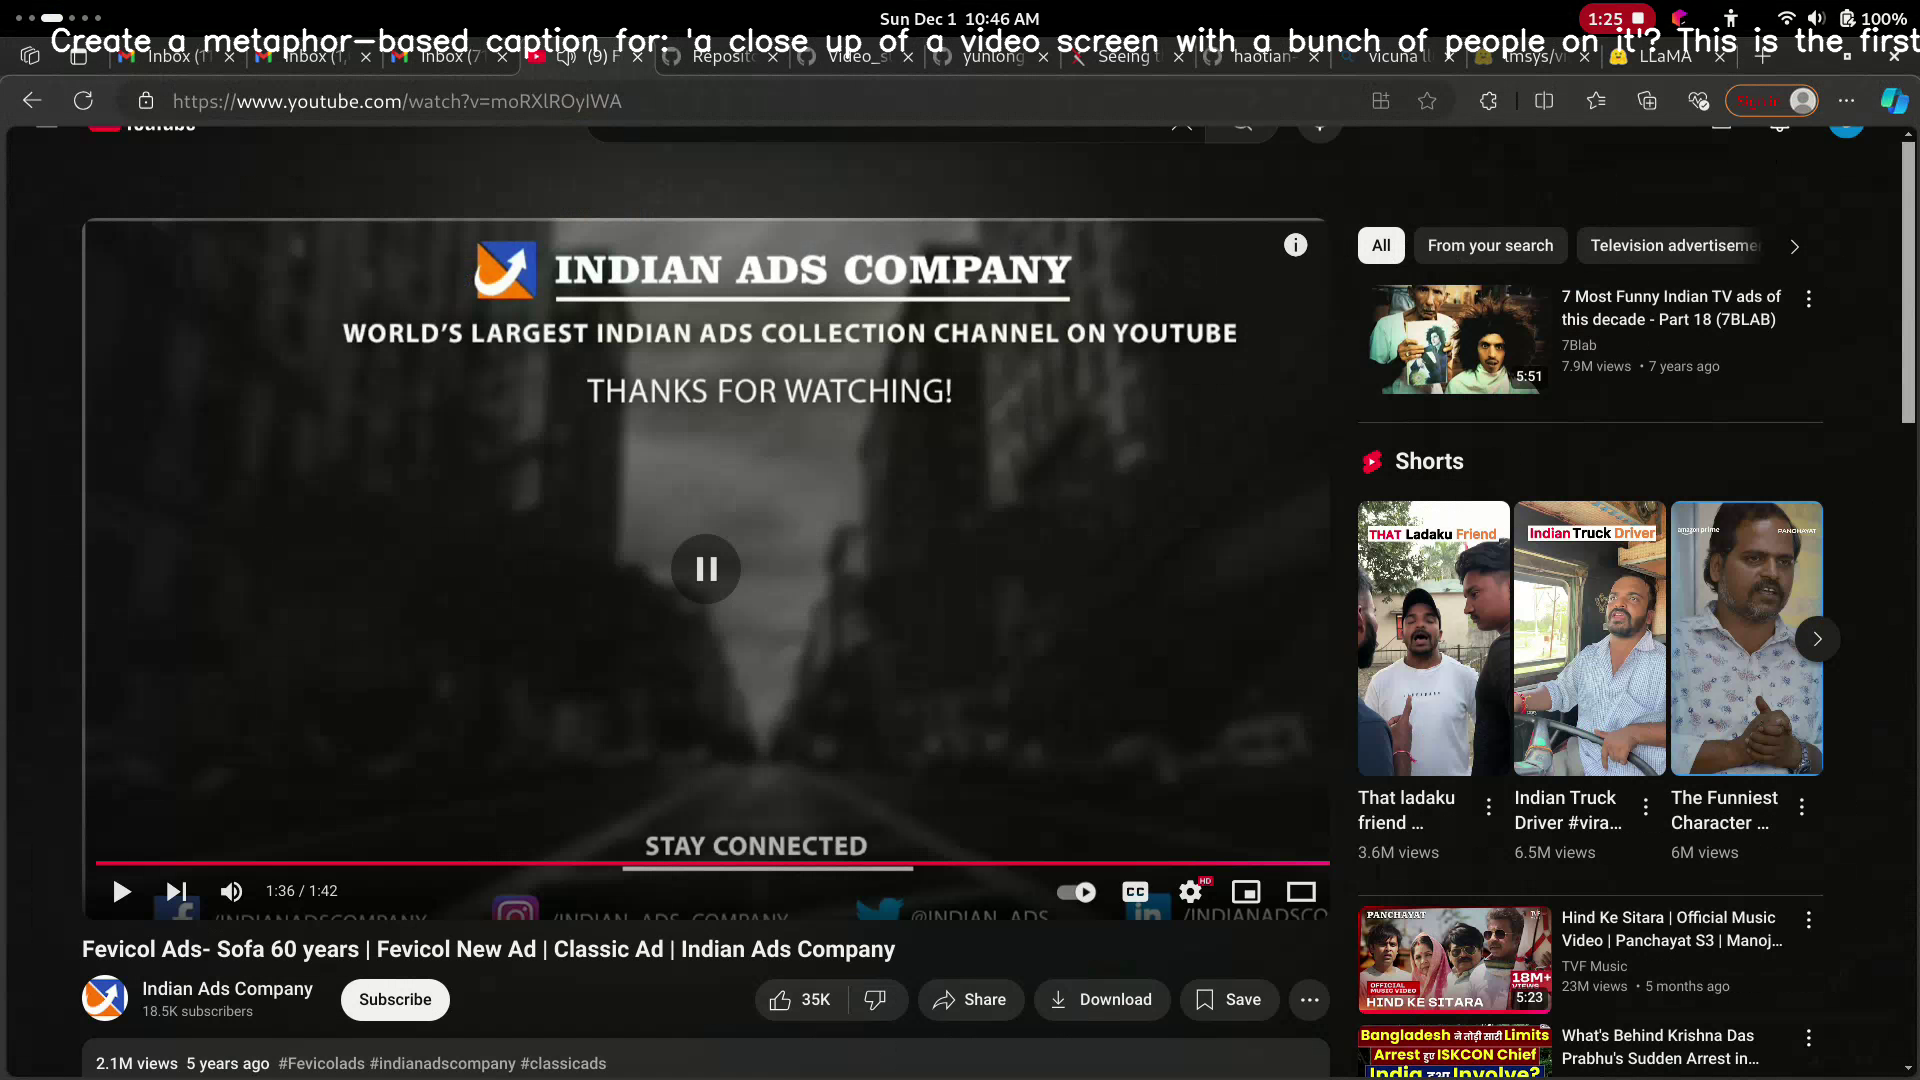 Sun Dec 1 10:46 AM
1:25
100%
Create a metaphor-based caption for: 'a close up of a video screen with a bunch of people on it'? This is the first
Inbox (1
Inbox (1,
Inbox (7
(9) F
Reposit
Video_s
yunlong
Seeing
haotian-
vicuna ll
lmsys/vi
LLaMA
https://www.youtube.com/watch?v=moRXlROyIWA
Sign in
YouTube
INDIAN ADS COMPANY
WORLD'S LARGEST INDIAN ADS COLLECTION CHANNEL ON YOUTUBE
THANKS FOR WATCHING!
STAY CONNECTED
/INDIANADSCOMPANY
/INDIAN_ADS_COMPANY
@INDIAN_ADS
/INDIANADSCO
1:36 / 1:42
CC
HD
Fevicol Ads- Sofa 60 years | Fevicol New Ad | Classic Ad | Indian Ads Company
Indian Ads Company
18.5K subscribers
Subscribe
35K
Share
Download
Save
2.1M views 5 years ago #Fevicolads #indianadscompany #classicads
All
From your search
Television advertiseme
7 Most Funny Indian TV ads of
this decade - Part 18 (7BLAB)
7Blab
7.9M views • 7 years ago
5:51
Shorts
THAT Ladaku Friend
Indian Truck Driver
amazon prime
PANCHAYAT
That ladaku
friend ...
3.6M views
Indian Truck
Driver #vira...
6.5M views
The Funniest
Character ...
6M views
PANCHAYAT
TVF
OFFICIAL
MUSIC VIDEO
HIND KE SITARA
18M+
VIEWS
5:23
Hind Ke Sitara | Official Music
Video | Panchayat S3 | Manoj...
TVF Music
23M views • 5 months ago
Bangladesh ने तोड़ी सारी Limits
Arrest हुए ISKCON Chief
India हुआ Involve?
What's Behind Krishna Das
Prabhu's Sudden Arrest in...